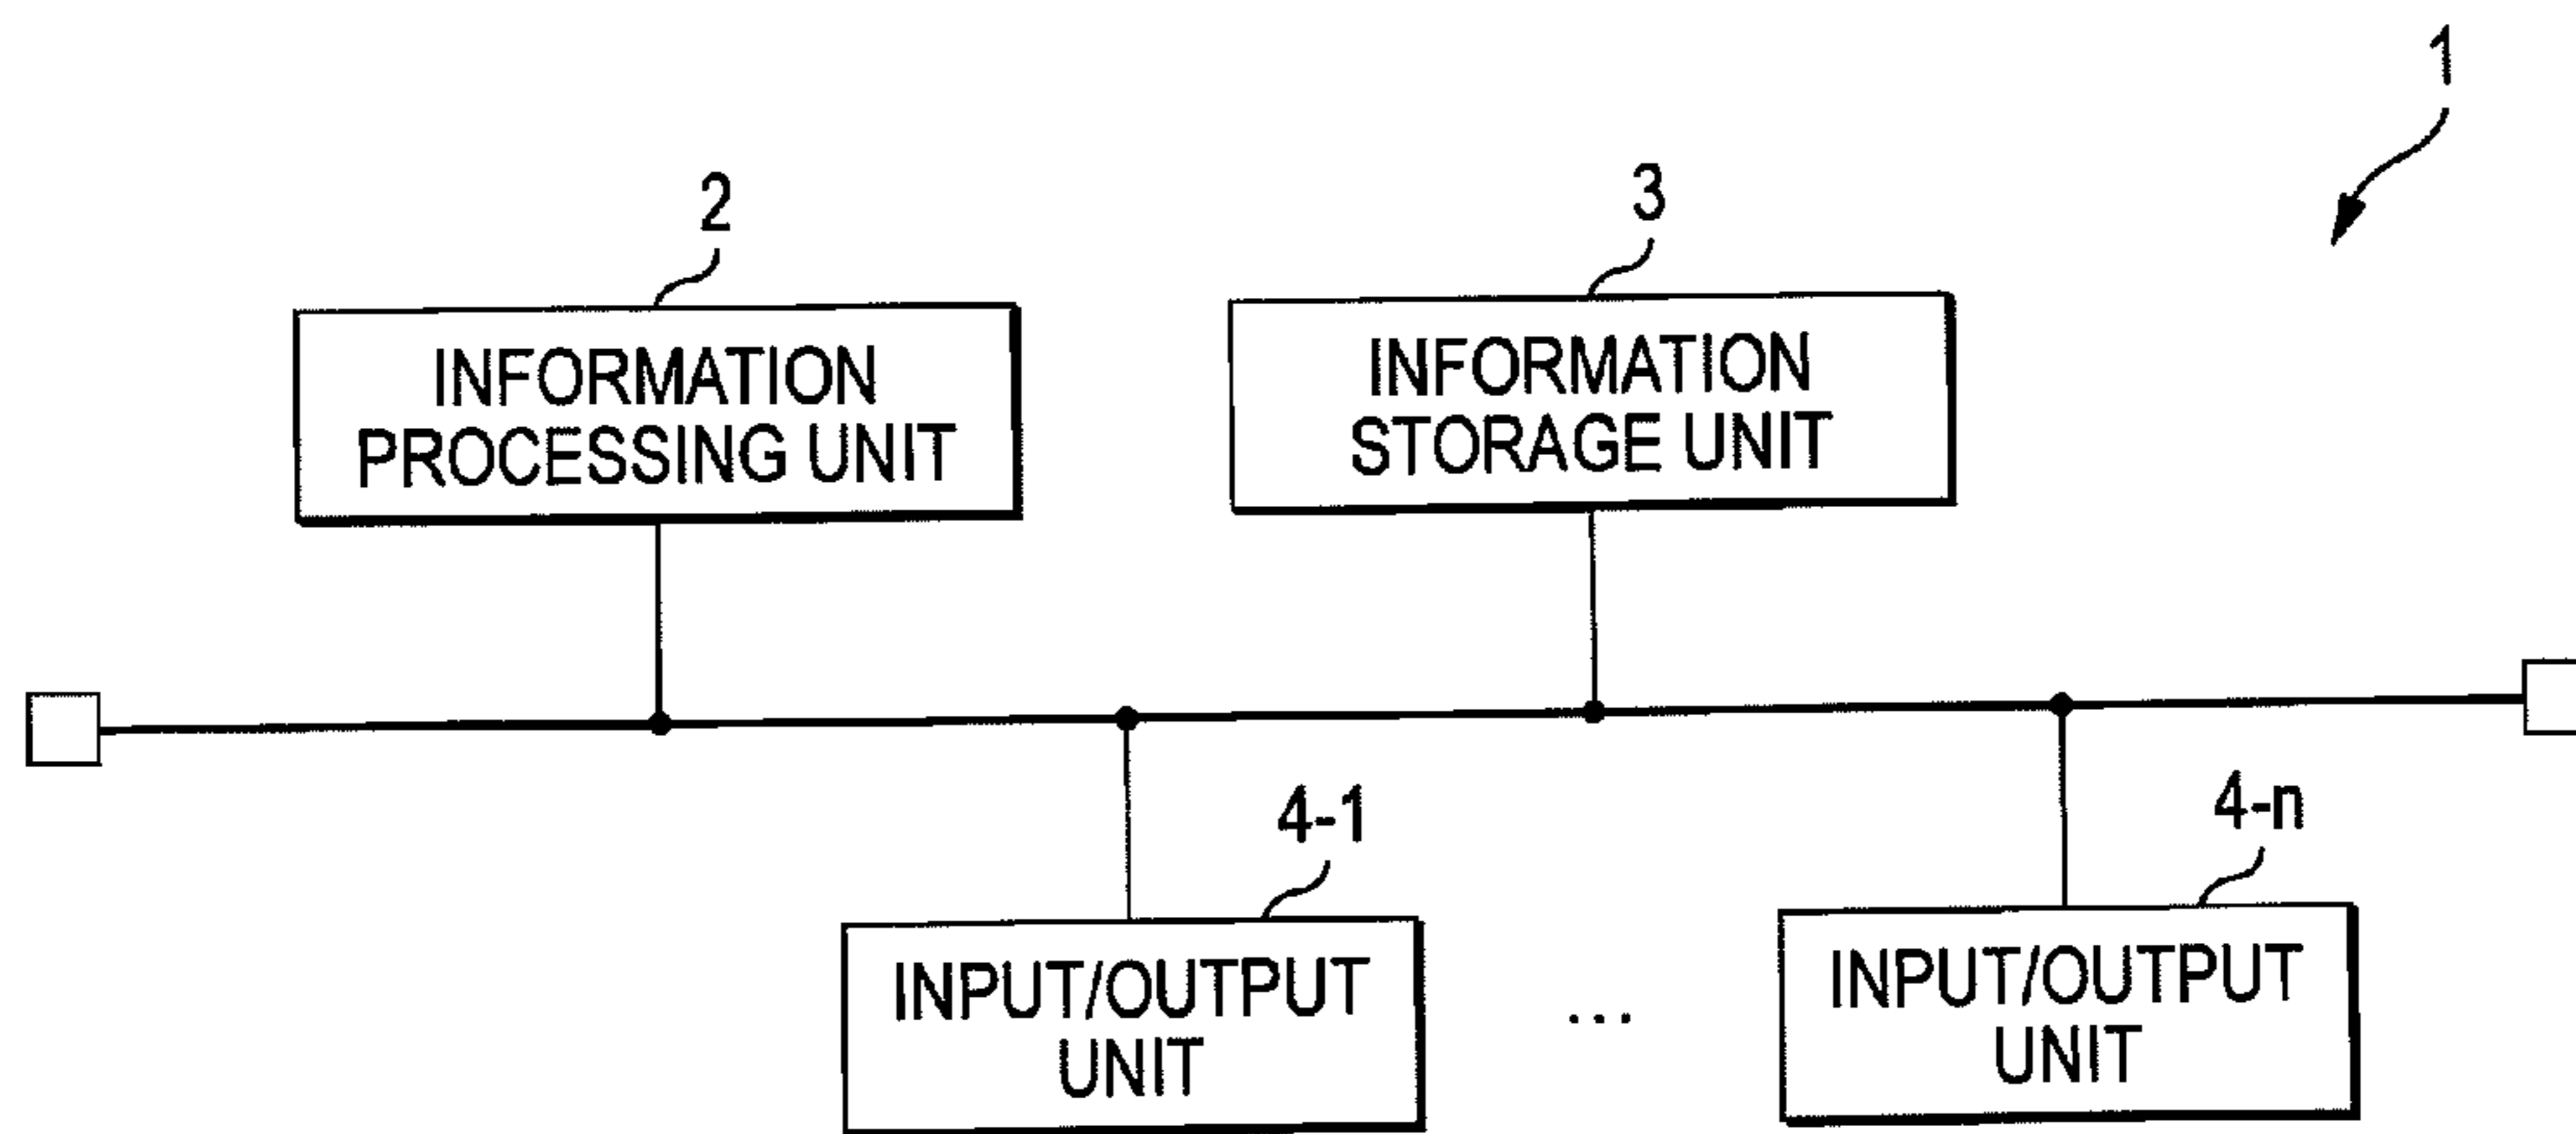 1
2
3
INFORMATION
PROCESSING UNIT
INFORMATION
STORAGE UNIT
4-1
4-n
INPUT/OUTPUT
UNIT
...
INPUT/OUTPUT
UNIT